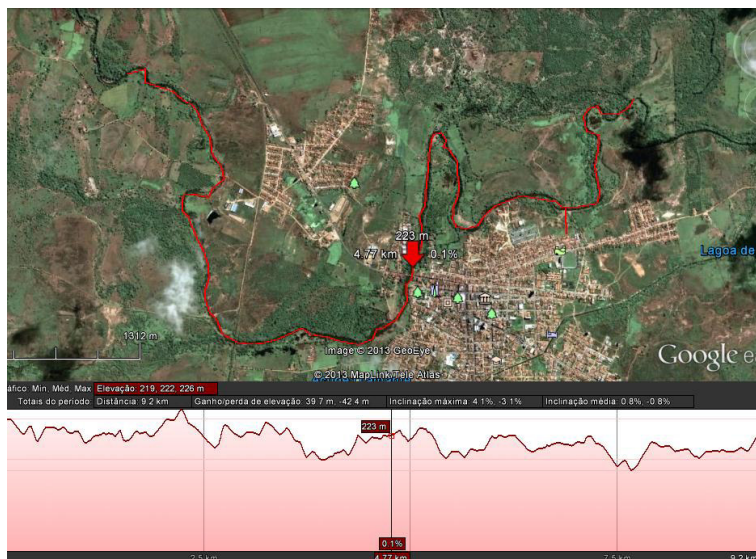 223 m
4.77 km 0.1%
Lagoa de
1312 m
Image © 2013 GeoEye
Google e
© 2013 MapLink/Tele Atlas
áfico: Min, Méd, Max Elevação: 219, 222, 226 m
Totais do período: Distância: 9.2 km Ganho/perda de elevação: 39.7 m, -42.4 m Inclinação máxima: 4.1%, -3.1% Inclinação média: 0.8%, -0.8%
223 m
0.1%
2.5 km 4.77 km 7.5 km 9.2 km